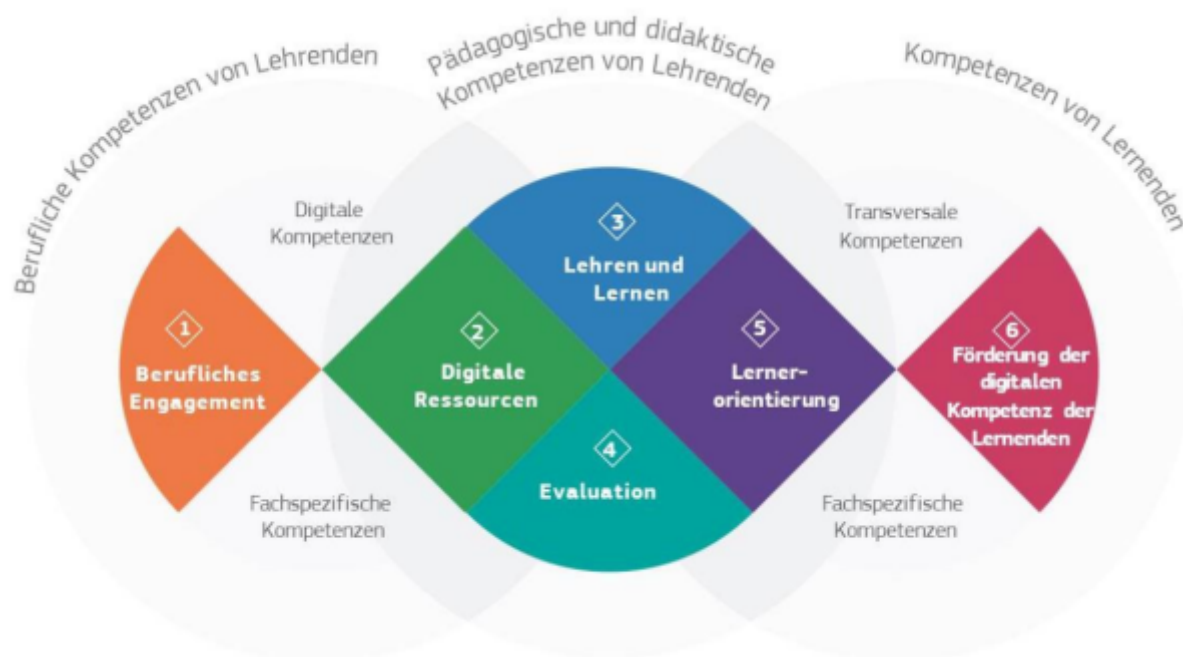 Berufliche Kompetenzen von Lehrenden
Pädagogische und didaktische
Kompetenzen von Lehrenden
Kompetenzen von Lernenden
Digitale
Kompetenzen
Transversale
Kompetenzen
1
Berufliches
Engagement
2
Digitale
Ressourcen
3
Lehren und
Lernen
4
Evaluation
5
Lerner-
orientierung
6
Förderung der
digitalen
Kompetenz der
Lernenden
Fachspezifische
Kompetenzen
Fachspezifische
Kompetenzen